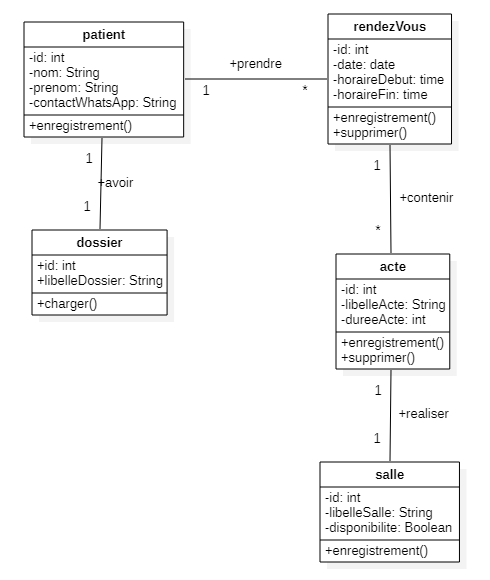 patient
-id: int
-nom: String
-prenom: String
-contactWhatsApp: String
+enregistrement()
+prendre
1
*
rendezVous
-id: int
-date: date
-horaireDebut: time
-horaireFin: time
+enregistrement()
+supprimer()
1
+avoir
1
dossier
+id: int
+libelleDossier: String
+charger()
1
+contenir
*
acte
-id: int
-libelleActe: String
-dureeActe: int
+enregistrement()
+supprimer()
1
+realiser
1
salle
-id: int
-libelleSalle: String
-disponibilite: Boolean
+enregistrement()